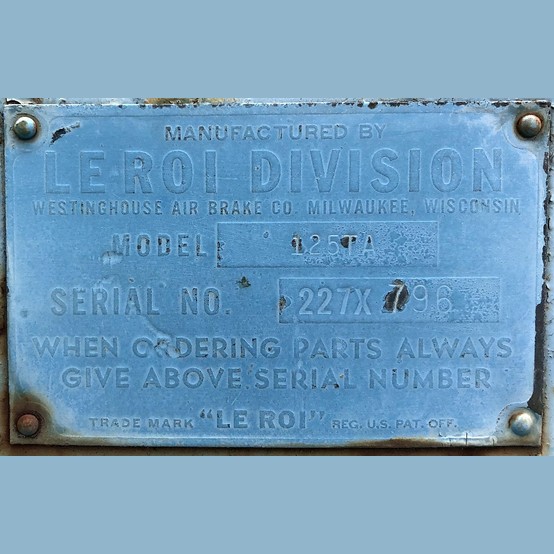 MANUFACTURED BY
LE ROI DIVISION
WESTINGHOUSE AIR BRAKE CO. MILWAUKEE, WISCONSIN
MODEL 125TA
SERIAL NO. 227X796
WHEN ORDERING PARTS ALWAYS
GIVE ABOVE SERIAL NUMBER
TRADE MARK "LE ROI" REG. U.S. PAT. OFF.